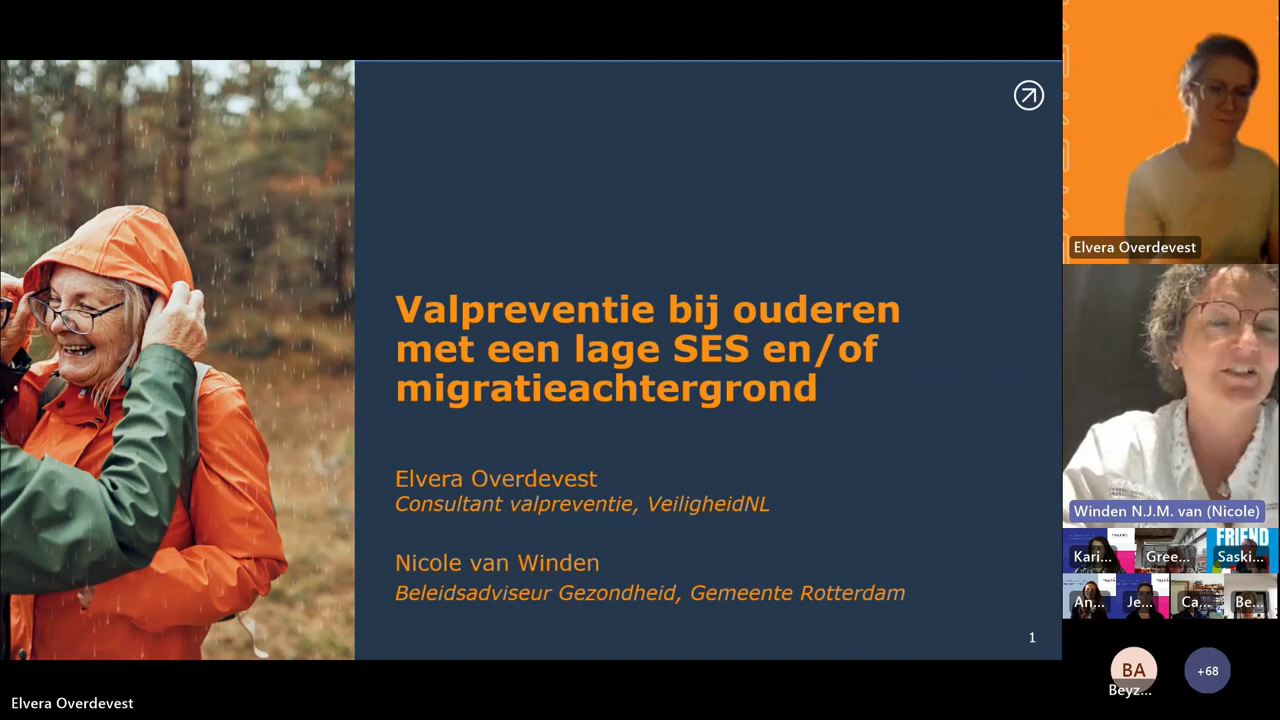 Valpreventie bij ouderen
met een lage SES en/of
migratieachtergrond
Elvera Overdevest
Consultant valpreventie, VeiligheidNL
Nicole van Winden
Beleidsadviseur Gezondheid, Gemeente Rotterdam
1
Elvera Overdevest
Elvera Overdevest
Winden N.J.M. van (Nicole)
FRIEND
Kari...
Gree...
Saski...
An...
Je...
Ca...
Be...
BA
Beyz...
+68